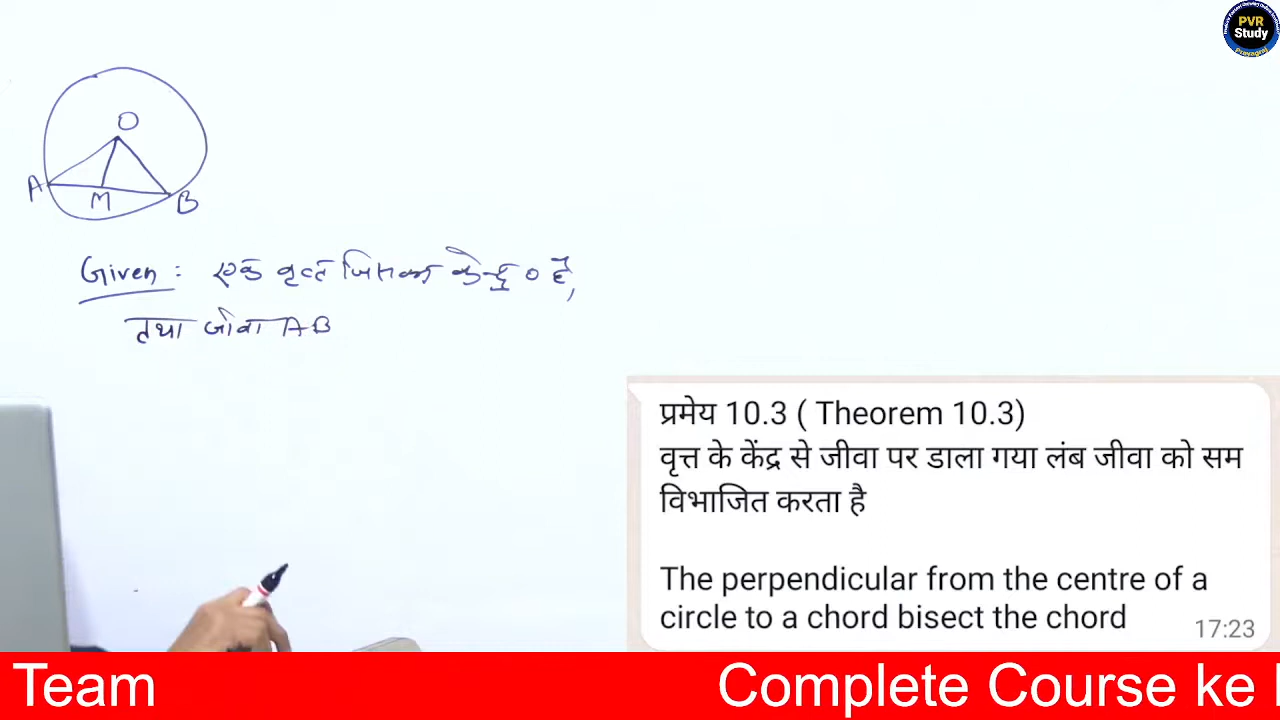 PVR
Study
Prayagraj
O
A
M
B
Given : एक वृत्त जिसका केन्द्र O है,
तथा जीवा AB
प्रमेय 10.3 ( Theorem 10.3)
वृत्त के केंद्र से जीवा पर डाला गया लंब जीवा को सम
विभाजित करता है
The perpendicular from the centre of a
circle to a chord bisect the chord
17:23
Team Complete Course ke